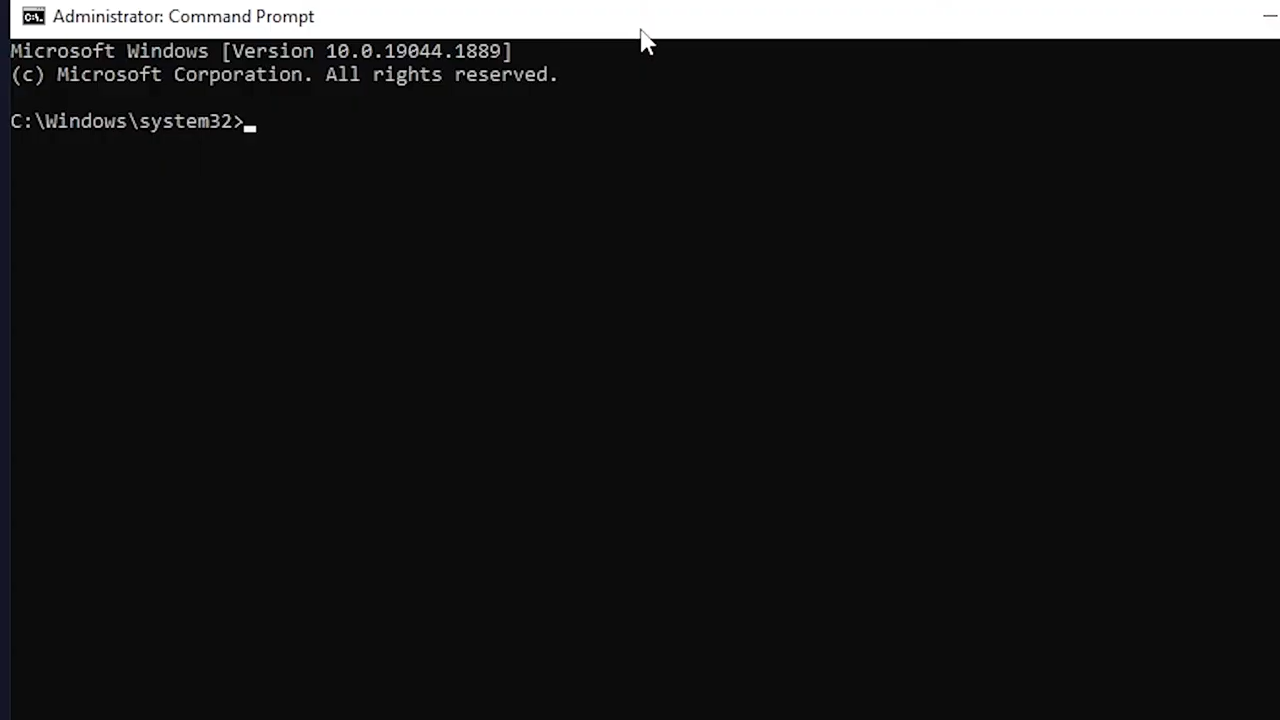 Administrator: Command Prompt
Microsoft Windows [Version 10.0.19044.1889]
(c) Microsoft Corporation. All rights reserved.
C:\Windows\system32>